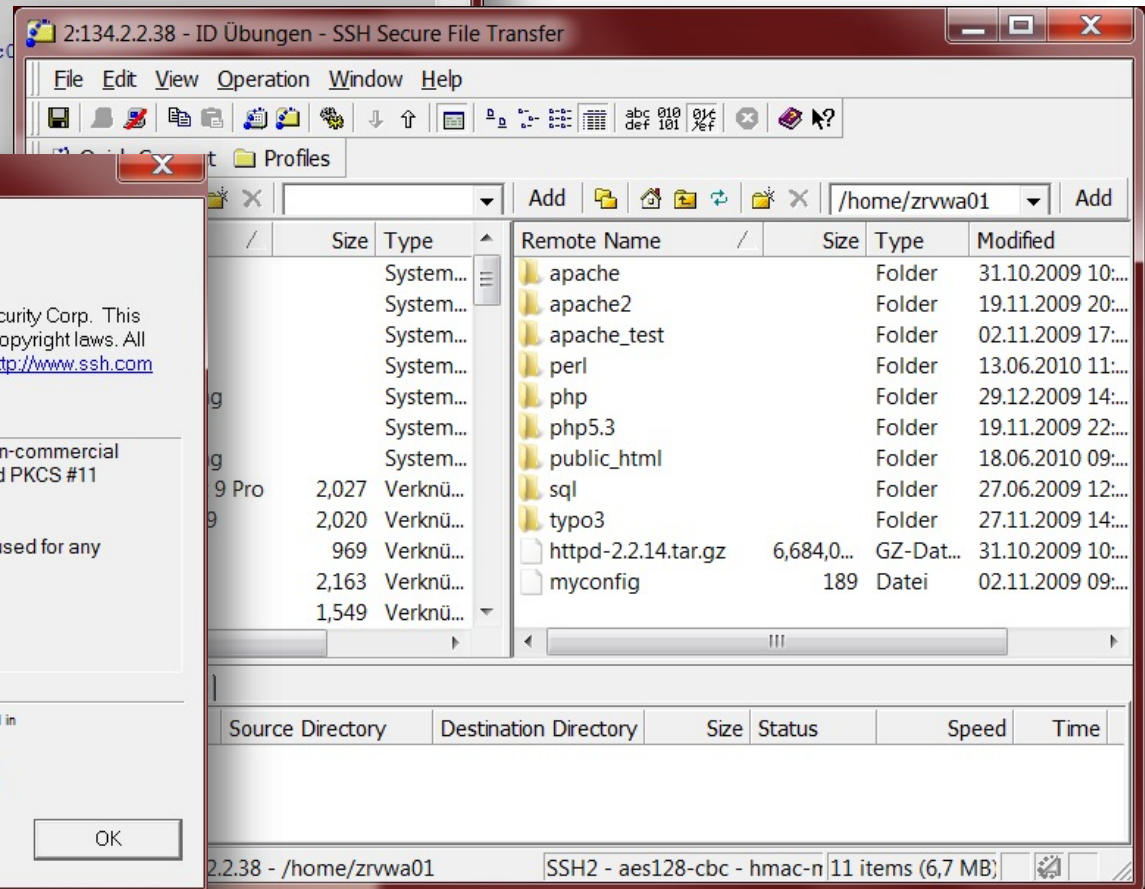 2:134.2.2.38 - ID Übungen - SSH Secure File Transfer
File Edit View Operation Window Help
abc def 010 101
Profiles
Add /home/zrvwa01 Add
Size Type
System...
System...
System...
System...
System...
System...
System...
9 Pro 2,027 Verknü...
9 2,020 Verknü...
969 Verknü...
2,163 Verknü...
1,549 Verknü...
Remote Name / Size Type Modified
apache Folder 31.10.2009 10:...
apache2 Folder 19.11.2009 20:...
apache_test Folder 02.11.2009 17:...
perl Folder 13.06.2010 11:...
php Folder 29.12.2009 14:...
php5.3 Folder 19.11.2009 22:...
public_html Folder 18.06.2010 09:...
sql Folder 27.06.2009 12:...
typo3 Folder 27.11.2009 14:...
httpd-2.2.14.tar.gz 6,684,0... GZ-Dat... 31.10.2009 10:...
myconfig 189 Datei 02.11.2009 09:...
Source Directory Destination Directory Size Status Speed Time
2.2.38 - /home/zrvwa01 SSH2 - aes128-cbc - hmac-m 11 items (6,7 MB)
curity Corp. This
opyright laws. All
ttp://www.ssh.com
n-commercial
d PKCS #11
used for any
in
OK